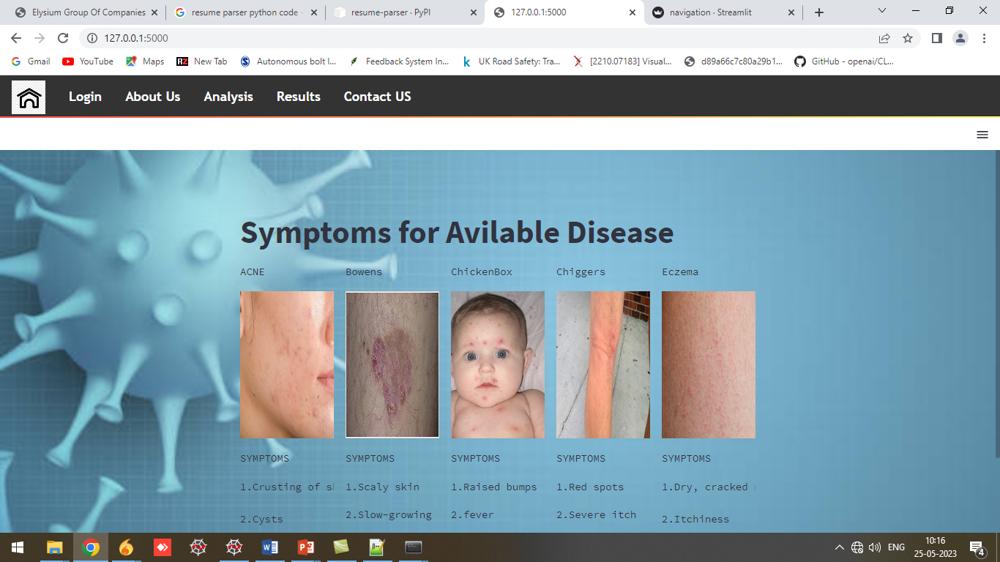 Elysium Group Of Companies
resume parser python code -
resume-parser · PyPI
127.0.0.1:5000
navigation · Streamlit
127.0.0.1:5000
Gmail YouTube Maps New Tab Autonomous bolt I... Feedback System In... UK Road Safety: Tra... [2210.07183] Visual... d89a66c7c80a29b1... GitHub - openai/CL...
Login About Us Analysis Results Contact US
Symptoms for Avilable Disease
ACNE Bowens ChickenBox Chiggers Eczema
SYMPTOMS SYMPTOMS SYMPTOMS SYMPTOMS SYMPTOMS
1.Crusting of 1.Scaly skin 1.Raised bumps 1.Red spots 1.Dry, cracked
2.Cysts 2.Slow-growing 2.fever 2.Severe itch 2.Itchiness
ENG
10:16
25-05-2023
4